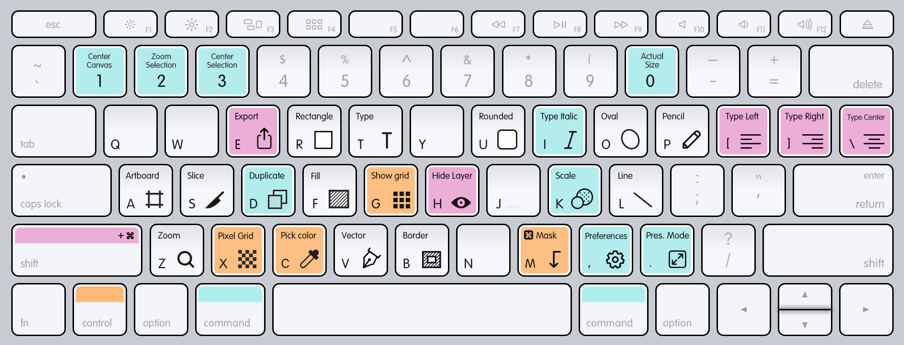 esc F1 F2 F3 F4 F5 F6 F7 F8 F9 F10 F11 F12
~ ` Center Canvas 1 Zoom Selection 2 Center Selection 3 $ 4 % 5 ^ 6 & 7 * 8 ( 9 Actual Size 0 — - + = delete
tab Q W Export E Rectangle R Type T T Y Rounded U Type Italic I I Oval O Pencil P Type Left [ Type Right ] Type Center \
caps lock Artboard A Slice S Duplicate D Fill F Show grid G Hide Layer H J Scale K Line L : ; " ' enter return
+ ⌘ shift Zoom Z Pixel Grid X Pick color C Vector V Border B N ⌘ Mask M Preferences , Pres. Mode . ? / shift
fn control option command command option